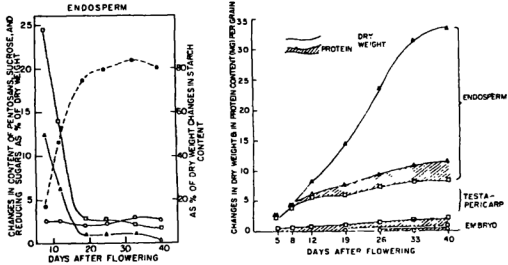 ENDOSPERM
CHANGES IN CONTENT OF PENTOSANS, SUCROSE, AND
REDUCING SUGARS AS % OF DRY WEIGHT
25
20
15
10
5
0
80
60
40
20
AS % OF DRY WEIGHT CHANGES IN STARCH
CONTENT
10 20 30 40
DAYS AFTER FLOWERING
CHANGES IN DRY WEIGHT & IN PROTEIN CONTENT (MG) PER GRAIN
35
30
25
20
15
10
5
0
DRY
WEIGHT
PROTEIN
ENDOSPERM
TESTA-
PERICARP
EMBRYO
5 8 12 19 26 33 40
DAYS AFTER FLOWERING